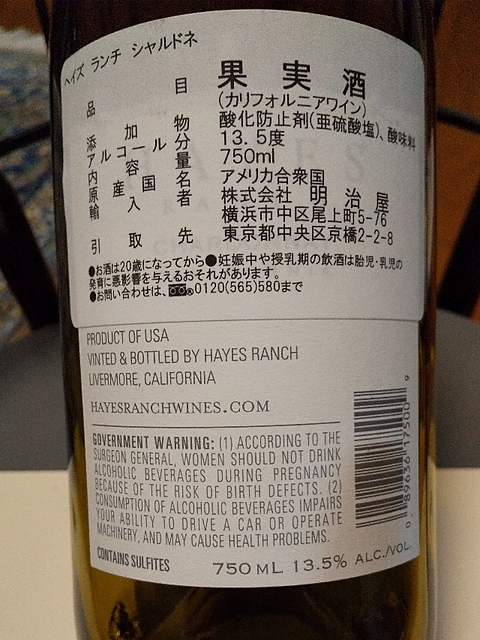 ヘイズ ランチ シャルドネ
品 目 果実酒
(カリフォルニアワイン)
添加物 酸化防止剤(亜硫酸塩)、酸味料
アルコール分 13.5度
内容量 750ml
原産国名 アメリカ合衆国
輸入者 株式会社 明治屋
横浜市中区尾上町5-76
引取先 東京都中央区京橋2-2-8
●お酒は20歳になってから●妊娠中や授乳期の飲酒は胎児・乳児の
発育に悪影響を与えるおそれがあります。
●お問い合わせは、0120(565)580まで
PRODUCT OF USA
VINTED & BOTTLED BY HAYES RANCH
LIVERMORE, CALIFORNIA
HAYESRANCHWINES.COM
GOVERNMENT WARNING: (1) ACCORDING TO THE
SURGEON GENERAL, WOMEN SHOULD NOT DRINK
ALCOHOLIC BEVERAGES DURING PREGNANCY
BECAUSE OF THE RISK OF BIRTH DEFECTS. (2)
CONSUMPTION OF ALCOHOLIC BEVERAGES IMPAIRS
YOUR ABILITY TO DRIVE A CAR OR OPERATE
MACHINERY, AND MAY CAUSE HEALTH PROBLEMS.
CONTAINS SULFITES 750 ML 13.5% ALC./VOL.
0 89636 17500 9